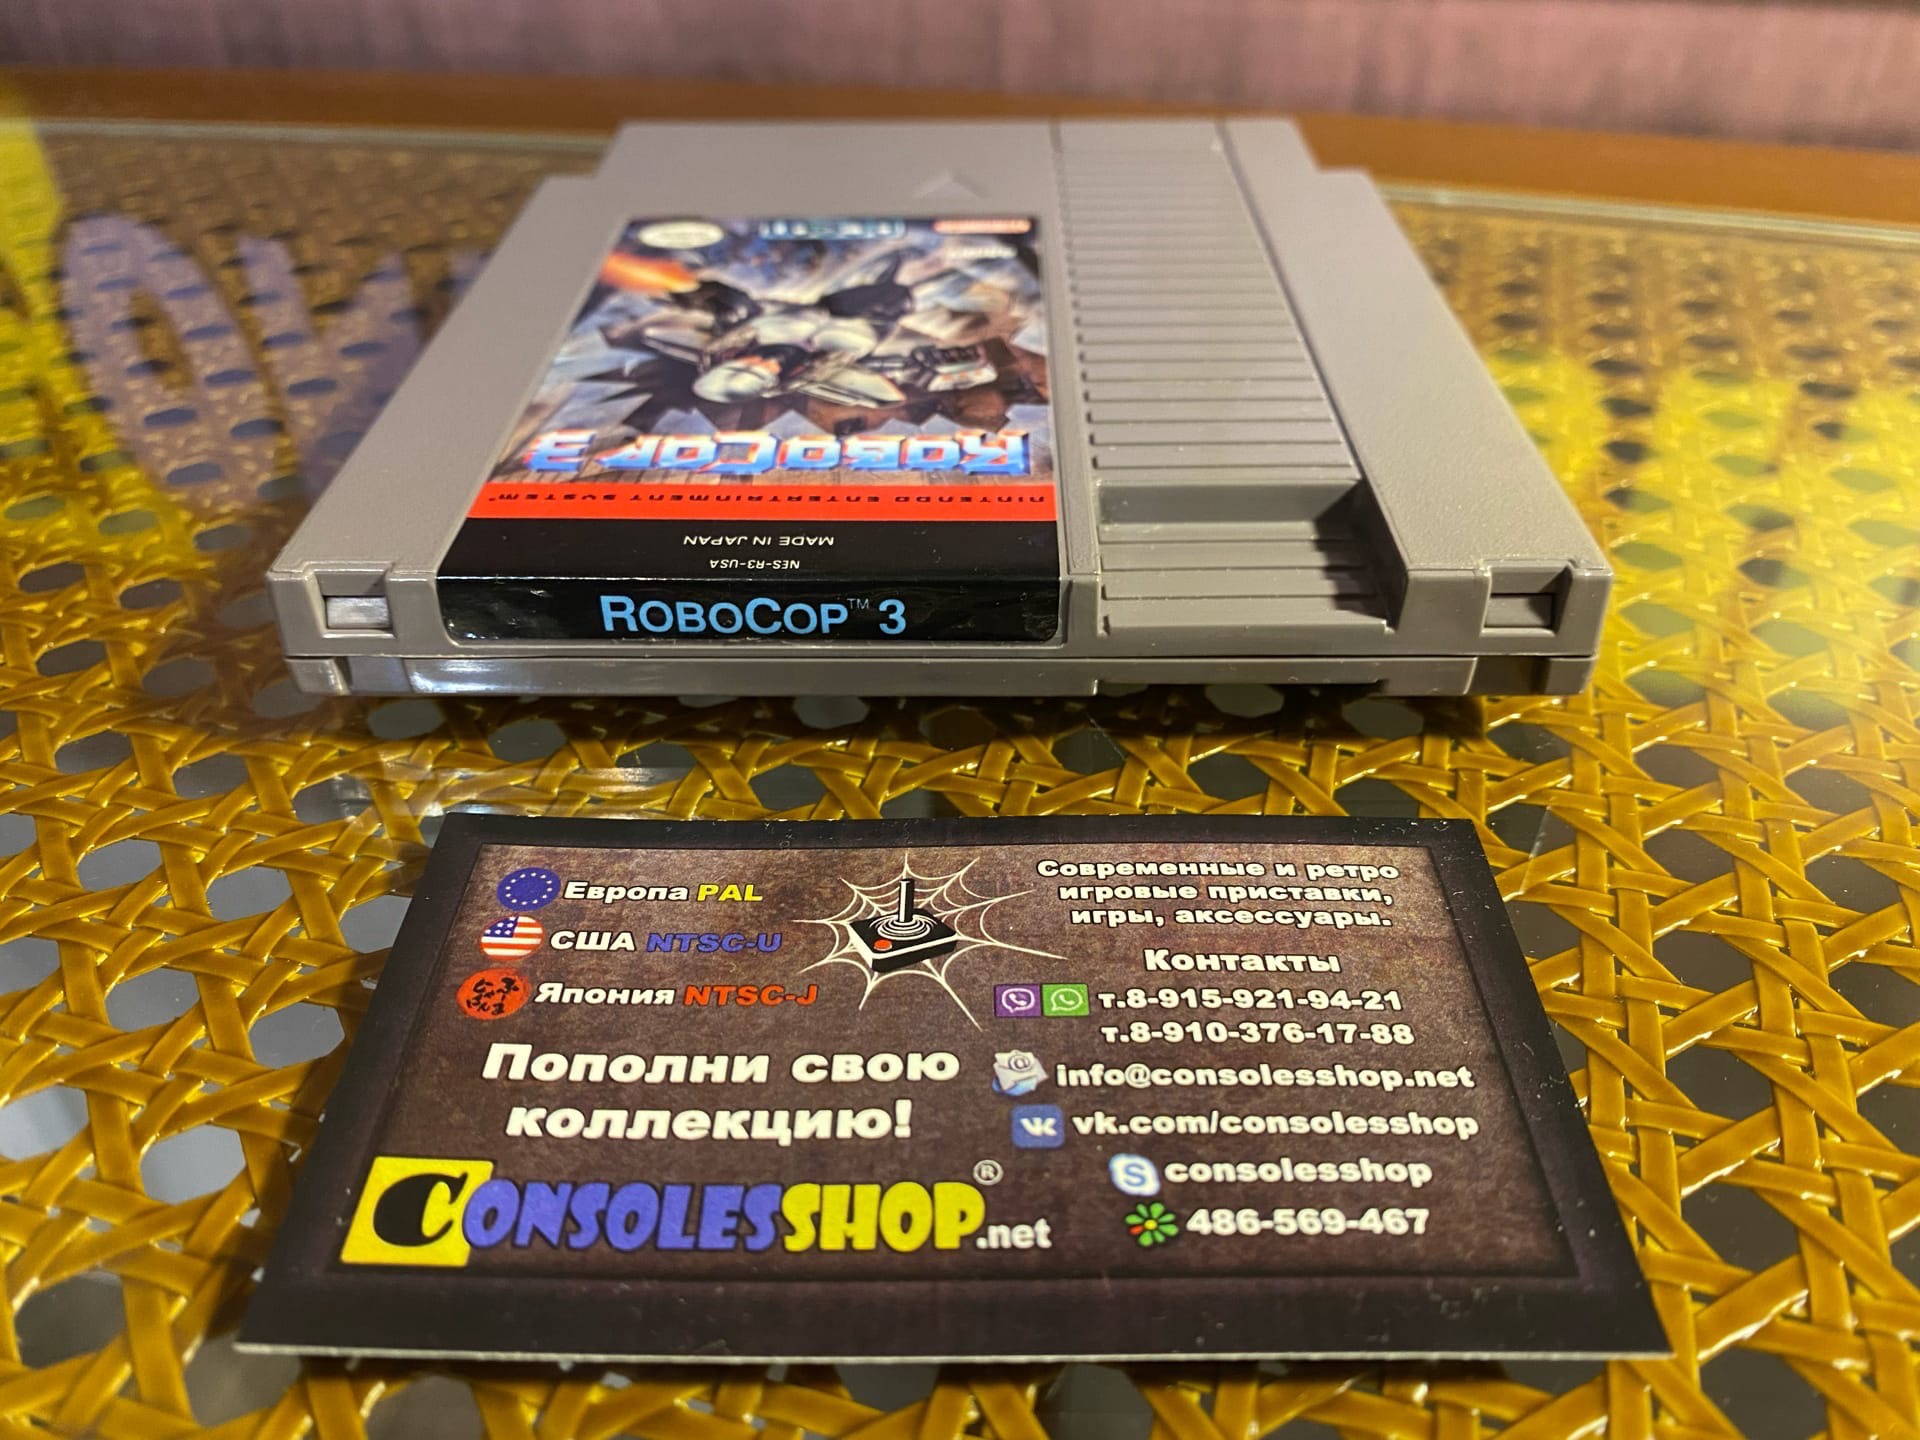 ROBOCOP 3
NINTENDO ENTERTAINMENT SYSTEM®
MADE IN JAPAN
NES-R3-USA
ROBOCOP™ 3
Европа PAL
США NTSC-U
Япония NTSC-J
Пополни свою
коллекцию!
CONSOLESSHOP®.net
Современные и ретро
игровые приставки,
игры, аксессуары.
Контакты
т.8-915-921-94-21
т.8-910-376-17-88
info@consolesshop.net
vk.com/consolesshop
consolesshop
486-569-467